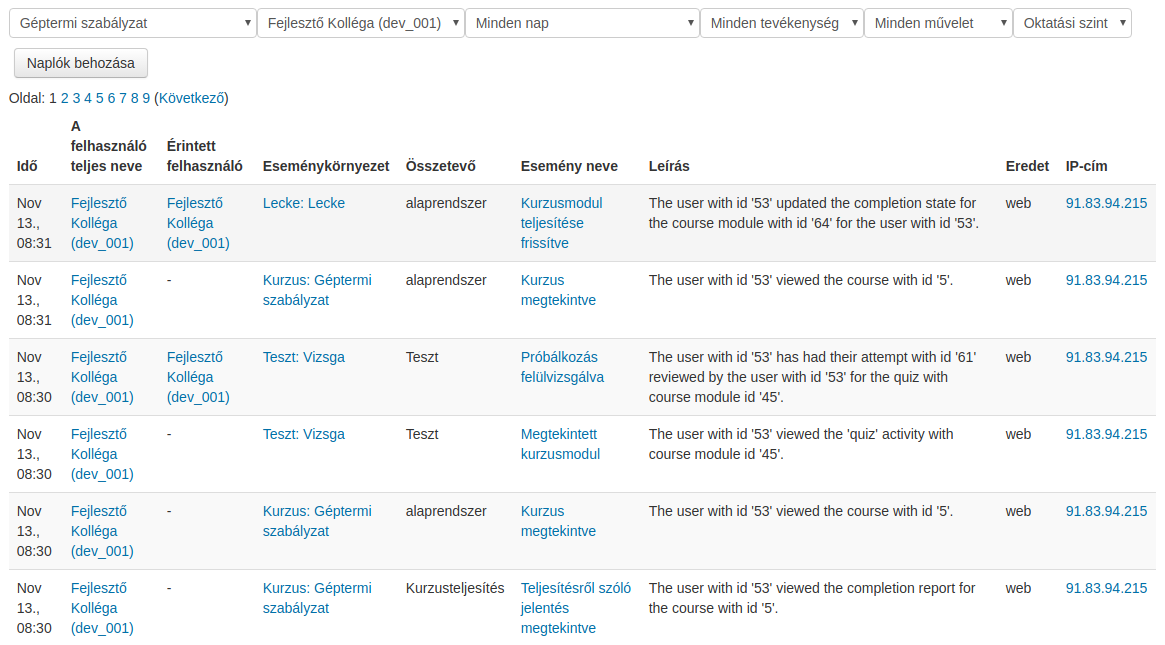 Géptermi szabályzat Fejlesztő Kolléga (dev_001) Minden nap Minden tevékenység Minden művelet Oktatási szint
Naplók behozása
Oldal: 1 2 3 4 5 6 7 8 9 (Következő)
Idő
A
felhasználó
teljes neve
Érintett
felhasználó
Eseménykörnyezet
Összetevő
Esemény neve
Leírás
Eredet
IP-cím
Nov
13.,
08:31
Fejlesztő
Kolléga
(dev_001)
Fejlesztő
Kolléga
(dev_001)
Lecke: Lecke
alaprendszer
Kurzusmodul
teljesítése
frissítve
The user with id '53' updated the completion state for
the course module with id '64' for the user with id '53'.
web
91.83.94.215
Nov
13.,
08:31
Fejlesztő
Kolléga
(dev_001)
-
Kurzus: Géptermi
szabályzat
alaprendszer
Kurzus
megtekintve
The user with id '53' viewed the course with id '5'.
web
91.83.94.215
Nov
13.,
08:30
Fejlesztő
Kolléga
(dev_001)
Fejlesztő
Kolléga
(dev_001)
Teszt: Vizsga
Teszt
Próbálkozás
felülvizsgálva
The user with id '53' has had their attempt with id '61'
reviewed by the user with id '53' for the quiz with
course module id '45'.
web
91.83.94.215
Nov
13.,
08:30
Fejlesztő
Kolléga
(dev_001)
-
Teszt: Vizsga
Teszt
Megtekintett
kurzusmodul
The user with id '53' viewed the 'quiz' activity with
course module id '45'.
web
91.83.94.215
Nov
13.,
08:30
Fejlesztő
Kolléga
(dev_001)
-
Kurzus: Géptermi
szabályzat
alaprendszer
Kurzus
megtekintve
The user with id '53' viewed the course with id '5'.
web
91.83.94.215
Nov
13.,
08:30
Fejlesztő
Kolléga
(dev_001)
-
Kurzus: Géptermi
szabályzat
Kurzusteljesítés
Teljesítésről szóló
jelentés
megtekintve
The user with id '53' viewed the completion report for
the course with id '5'.
web
91.83.94.215